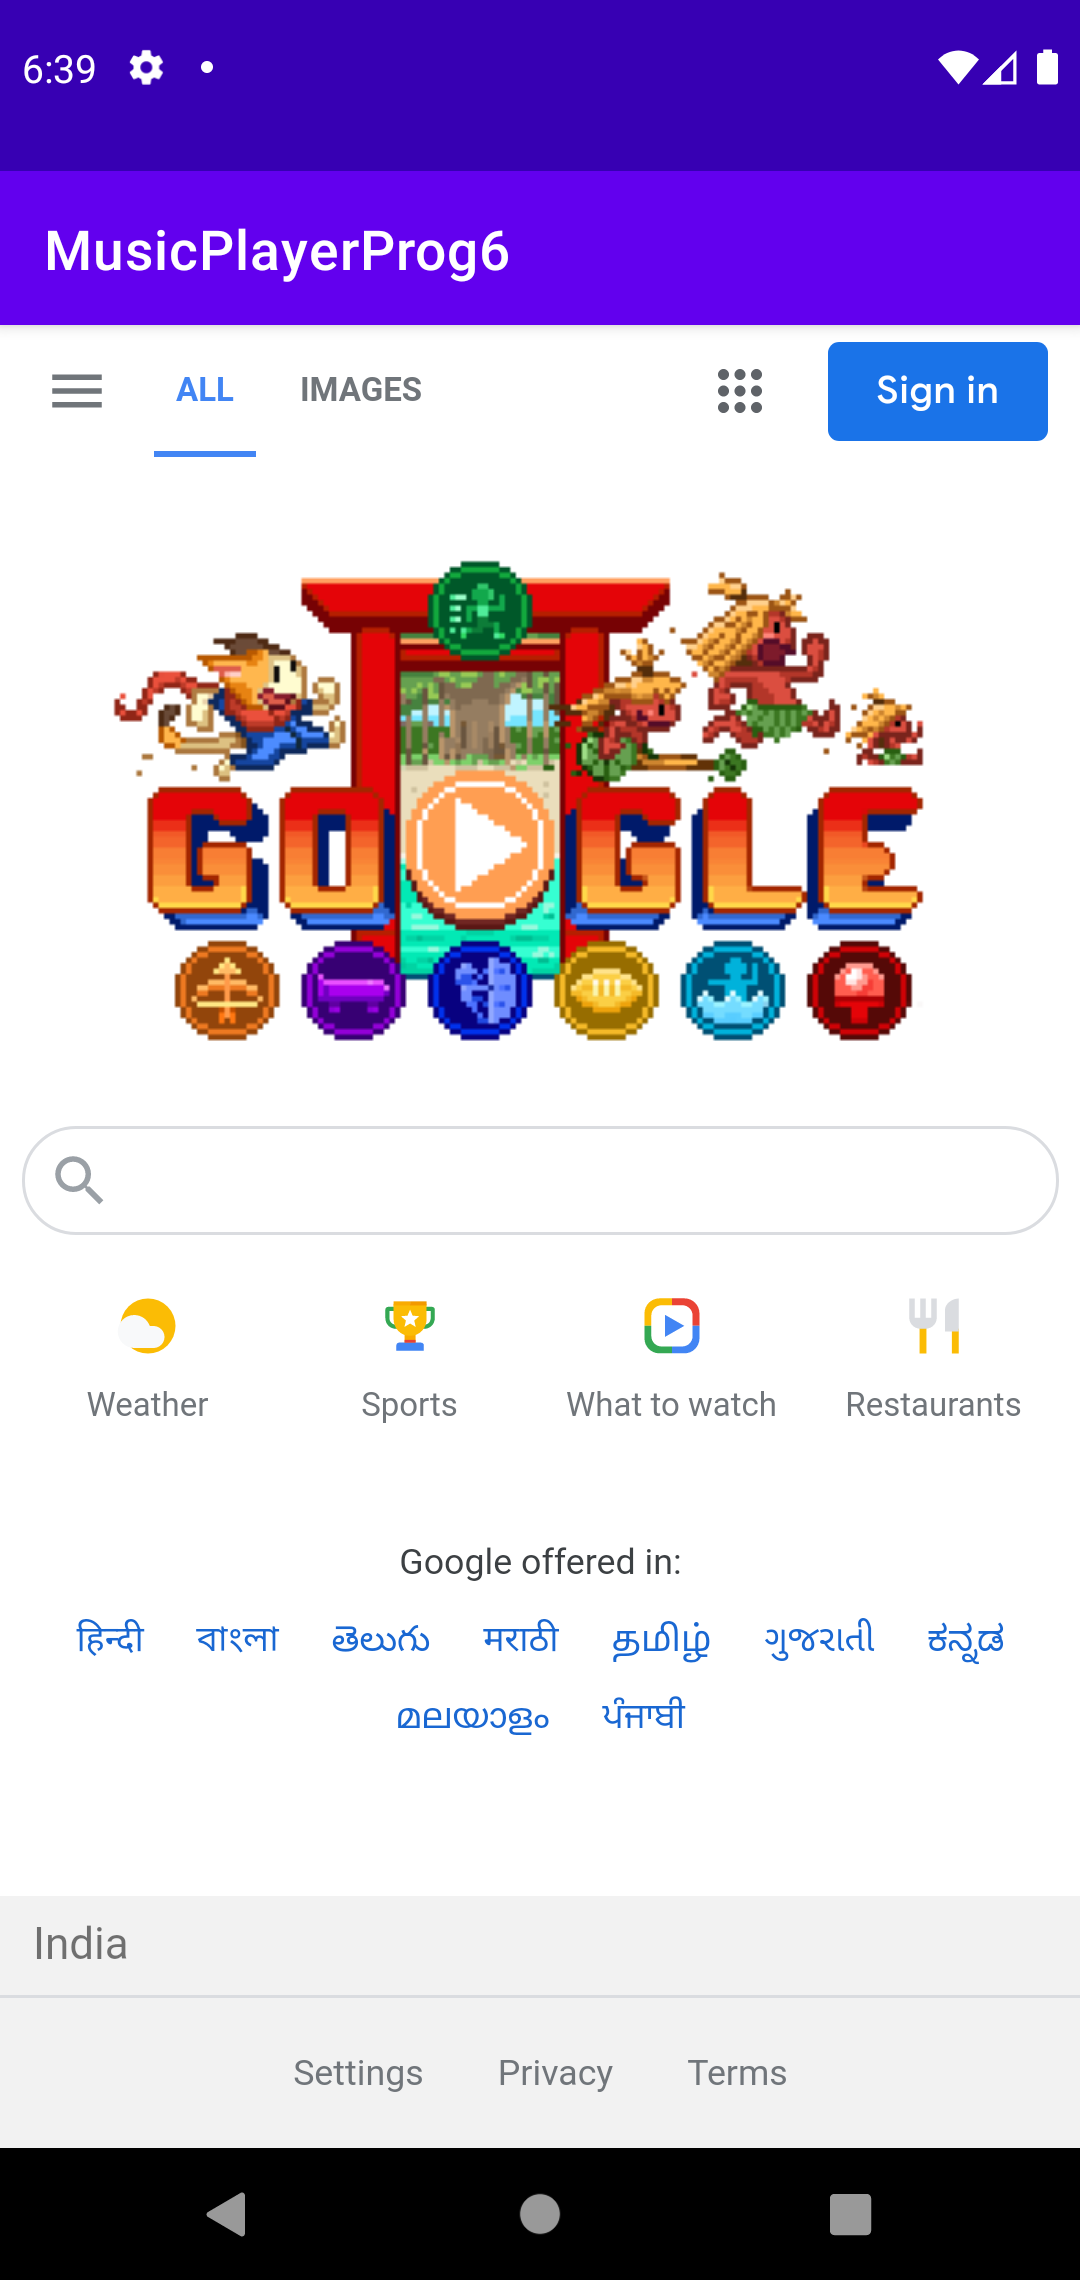 6:39
MusicPlayerProg6
ALL IMAGES Sign in
GOOGLE
Weather Sports What to watch Restaurants
Google offered in:
हिन्दी বাংলা తెలుగు मराठी தமிழ் ગુજરાતી ಕನ್ನಡ
മലയാളം ਪੰਜਾਬੀ
India
Settings Privacy Terms